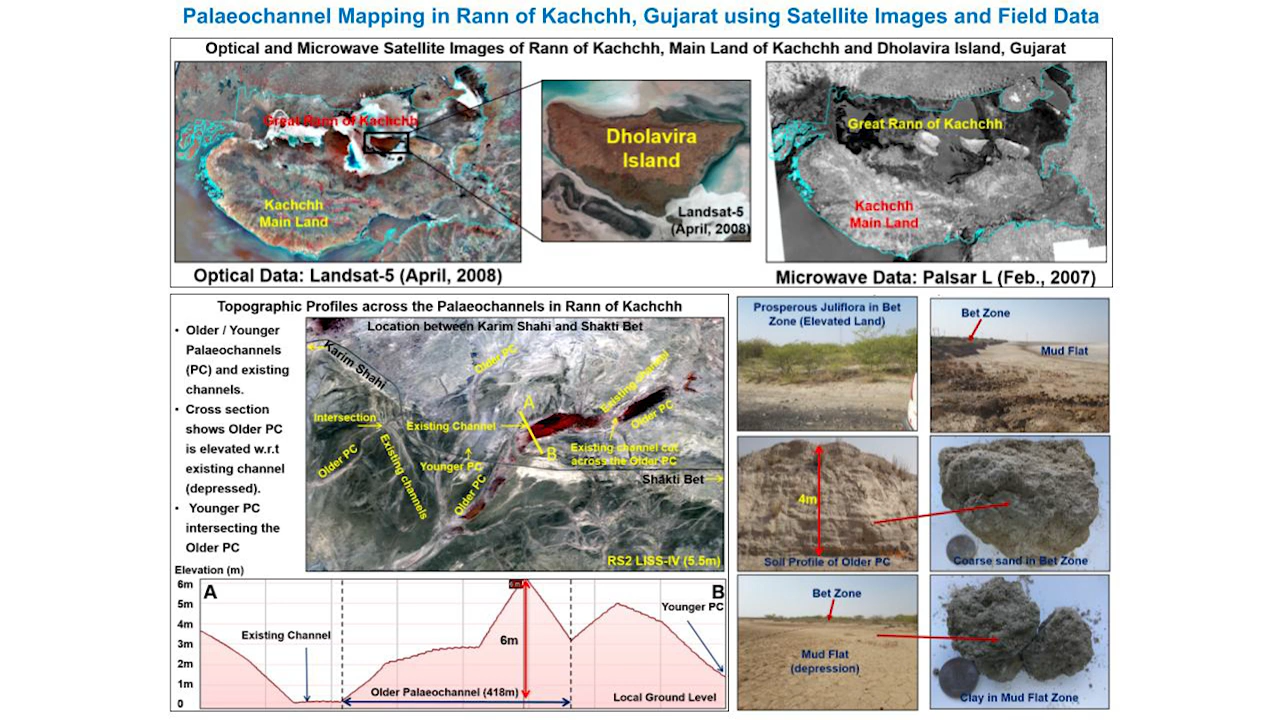 Palaeochannel Mapping in Rann of Kachchh, Gujarat using Satellite Images and Field Data
Optical and Microwave Satellite Images of Rann of Kachchh, Main Land of Kachchh and Dholavira Island, Gujarat
Great Rann of Kachchh
Kachchh
Main Land
Optical Data: Landsat-5 (April, 2008)
Dholavira
Island
Landsat-5
(April, 2008)
Great Rann of Kachchh
Kachchh
Main Land
Microwave Data: Palsar L (Feb., 2007)
Topographic Profiles across the Palaeochannels in Rann of Kachchh
• Older / Younger
Palaeochannels
(PC) and existing
channels.
• Cross section
shows Older PC
is elevated w.r.t
existing channel
(depressed).
• Younger PC
intersecting the
Older PC
Location between Karim Shahi and Shakti Bet
Karim Shahi
Older PC
Existing channel
Older PC
A
Intersection
Existing Channel
B
Existing channel cut
across the Older PC
Older PC
Existing channels
Younger PC
Older PC
Shakti Bet
RS2 LISS-IV (5.5m)
Elevation (m)
6m
5m
4m
3m
2m
1m
0
A
B
Existing Channel
6m
Younger PC
Older Palaeochannel (418m)
Local Ground Level
Prosperous Juliflora in Bet
Zone (Elevated Land)
Bet Zone
Mud Flat
4m
Soil Profile of Older PC
Coarse sand in Bet Zone
Bet Zone
Mud Flat
(depression)
Clay in Mud Flat Zone